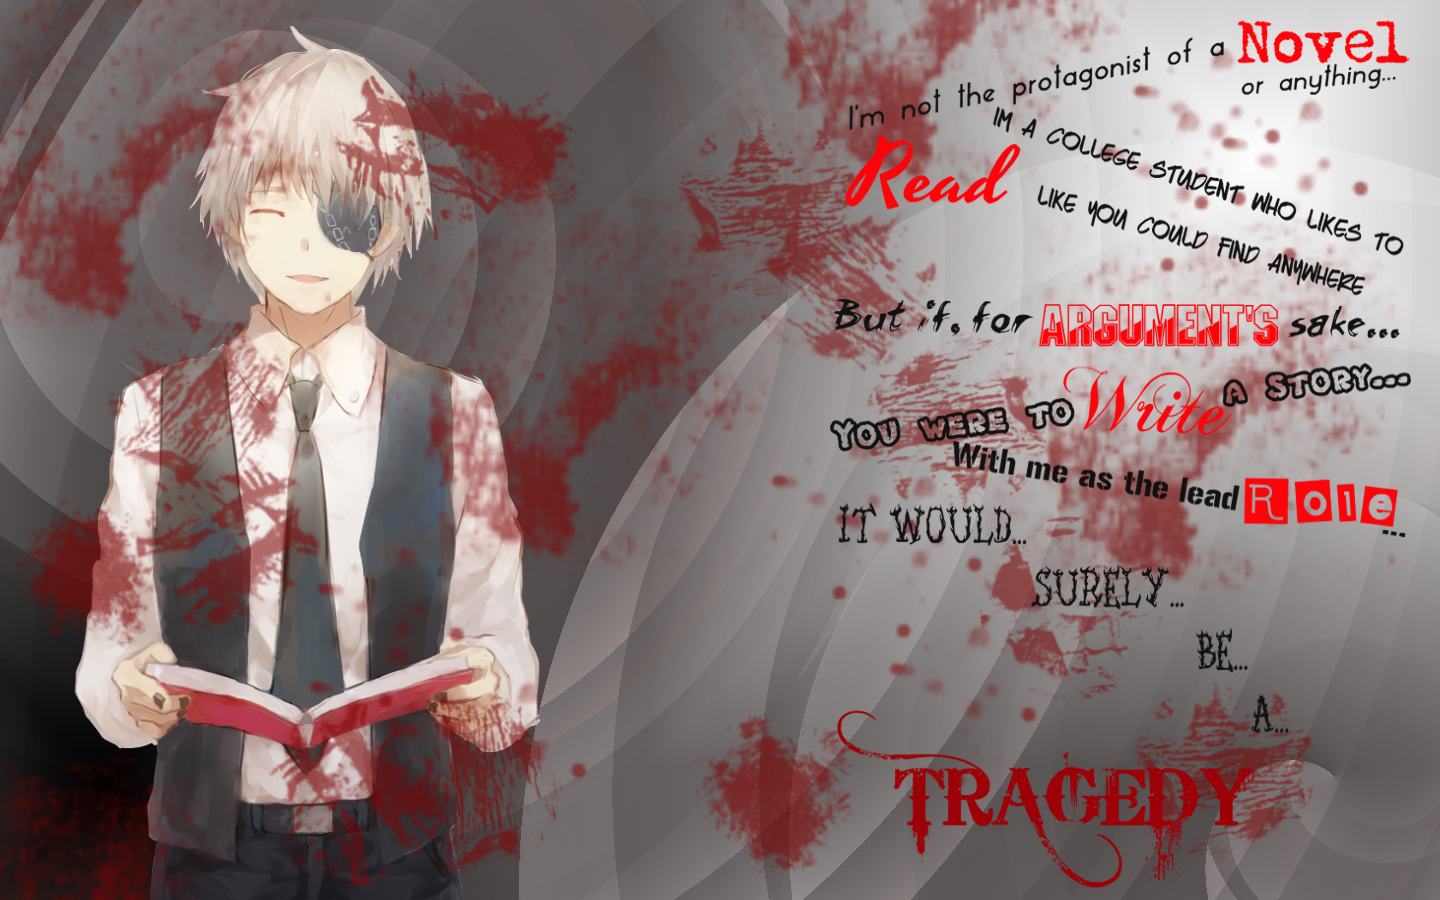 I'm not the protagonist of a Novel
or anything...
IM A COLLEGE STUDENT WHO LIKES TO
Read
LIKE YOU COULD FIND ANYWHERE
But if, for ARGUMENT'S sake...
YOU WERE TO Write A STORY...
With me as the lead Role...
IT WOULD...
SURELY...
BE...
A...
TRAGEDY